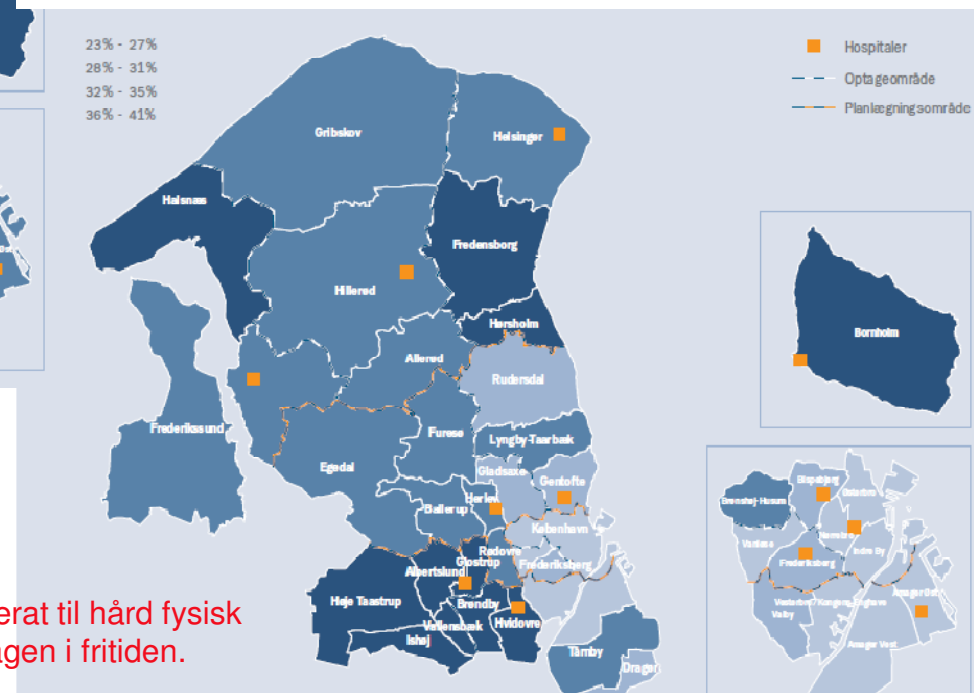 23% - 27%
28% - 31%
32% - 35%
36% - 41%
Hospitaler
Optageområde
Planlægningsområde
Gribskov
Helsingør
Halsnæs
Fredensborg
Hillerød
Hørsholm
Allerød
Rudersdal
Bornholm
Frederikssund
Furesø
Lyngby-Taarbæk
Egedal
Gladsaxe
Gentofte
Ballerup
Herlev
København
Rødovre
Frederiksberg
Glostrup
Albertslund
Høje Taastrup
Brøndby
Vallensbæk
Hvidovre
Ishøj
Tårnby
Dragør
Bispebjerg
Østerbro
Brønshøj-Husum
Vanløse
Nørrebro
Indre By
Frederiksberg
Amager Øst
Vesterbro/Kongens Enghave
Valby
Amager Vest
erat til hård fysisk
agen i fritiden.